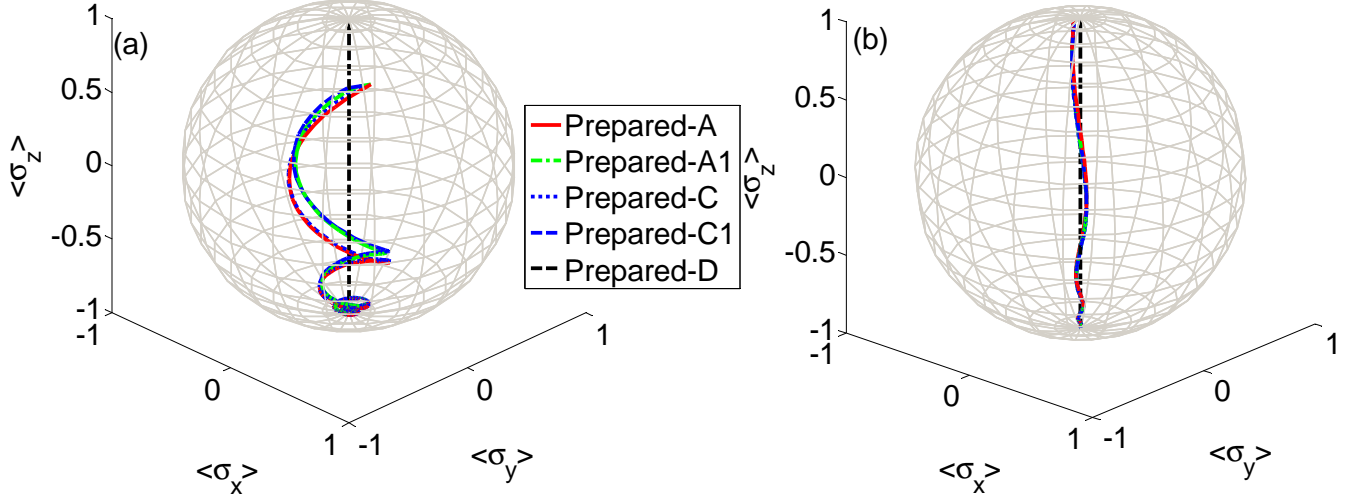 (a)
1
0.5
0
-0.5
-1
<σz>
-1
0
1
<σx>
-1
0
1
<σy>
Prepared-A
Prepared-A1
Prepared-C
Prepared-C1
Prepared-D
(b)
1
0.5
0
-0.5
-1
<σz>
-1
0
1
<σx>
-1
0
1
<σy>